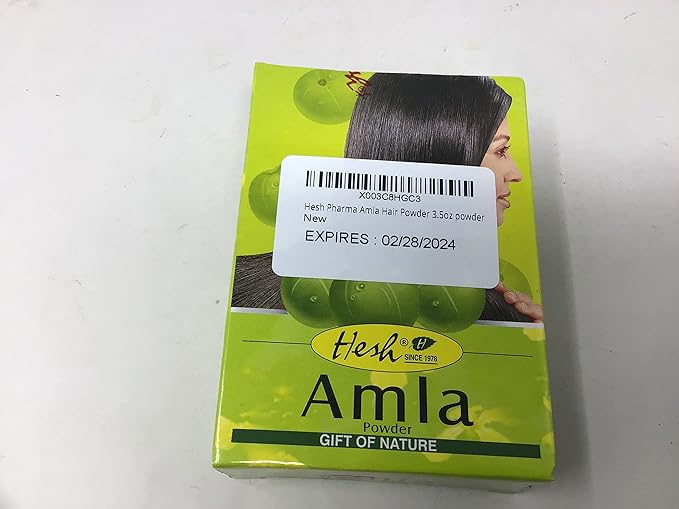 X003C8HGC3
Hesh Pharma Amla Hair Powder 3.5oz powder
New
EXPIRES : 02/28/2024
Hesh® H
SINCE 1978
Amla
Powder
GIFT OF NATURE